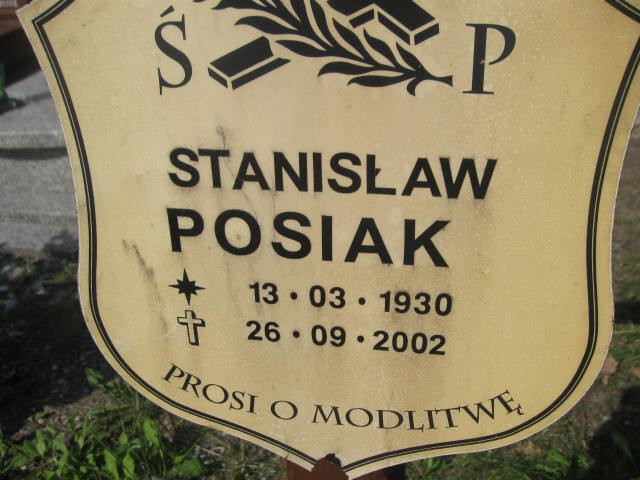 Ś P
STANISŁAW
POSIAK
13 · 03 · 1930
26 · 09 · 2002
PROSI O MODLITWĘ